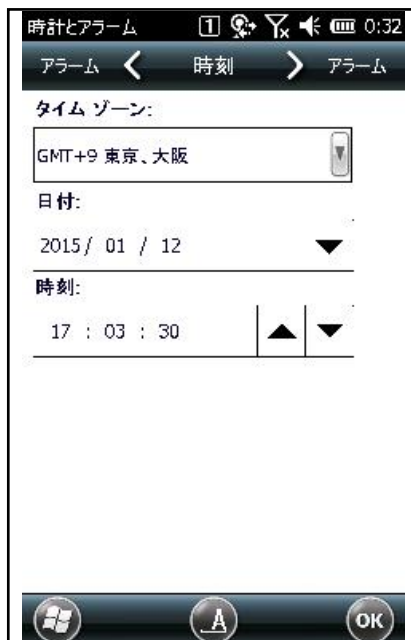 時計とアラーム 1 0:32
アラーム 時刻 アラーム
タイム ゾーン:
GMT+9 東京、大阪
日付:
2015/ 01 / 12
時刻:
17 : 03 : 30
A OK